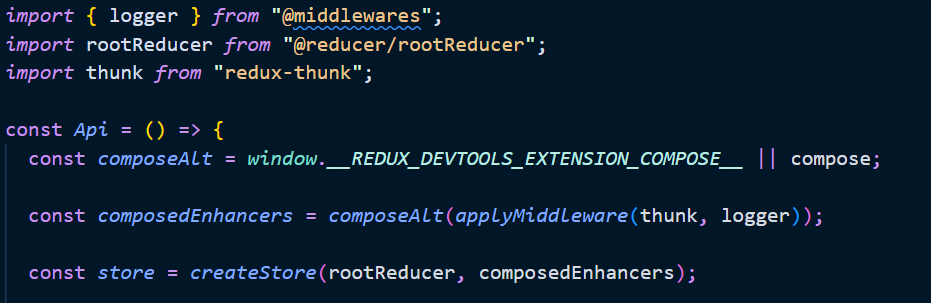 import { logger } from "@middlewares";
import rootReducer from "@reducer/rootReducer";
import thunk from "redux-thunk";
const Api = () => {
const composeAlt = window.__REDUX_DEVTOOLS_EXTENSION_COMPOSE__ || compose;
const composedEnhancers = composeAlt(applyMiddleware(thunk, logger));
const store = createStore(rootReducer, composedEnhancers);